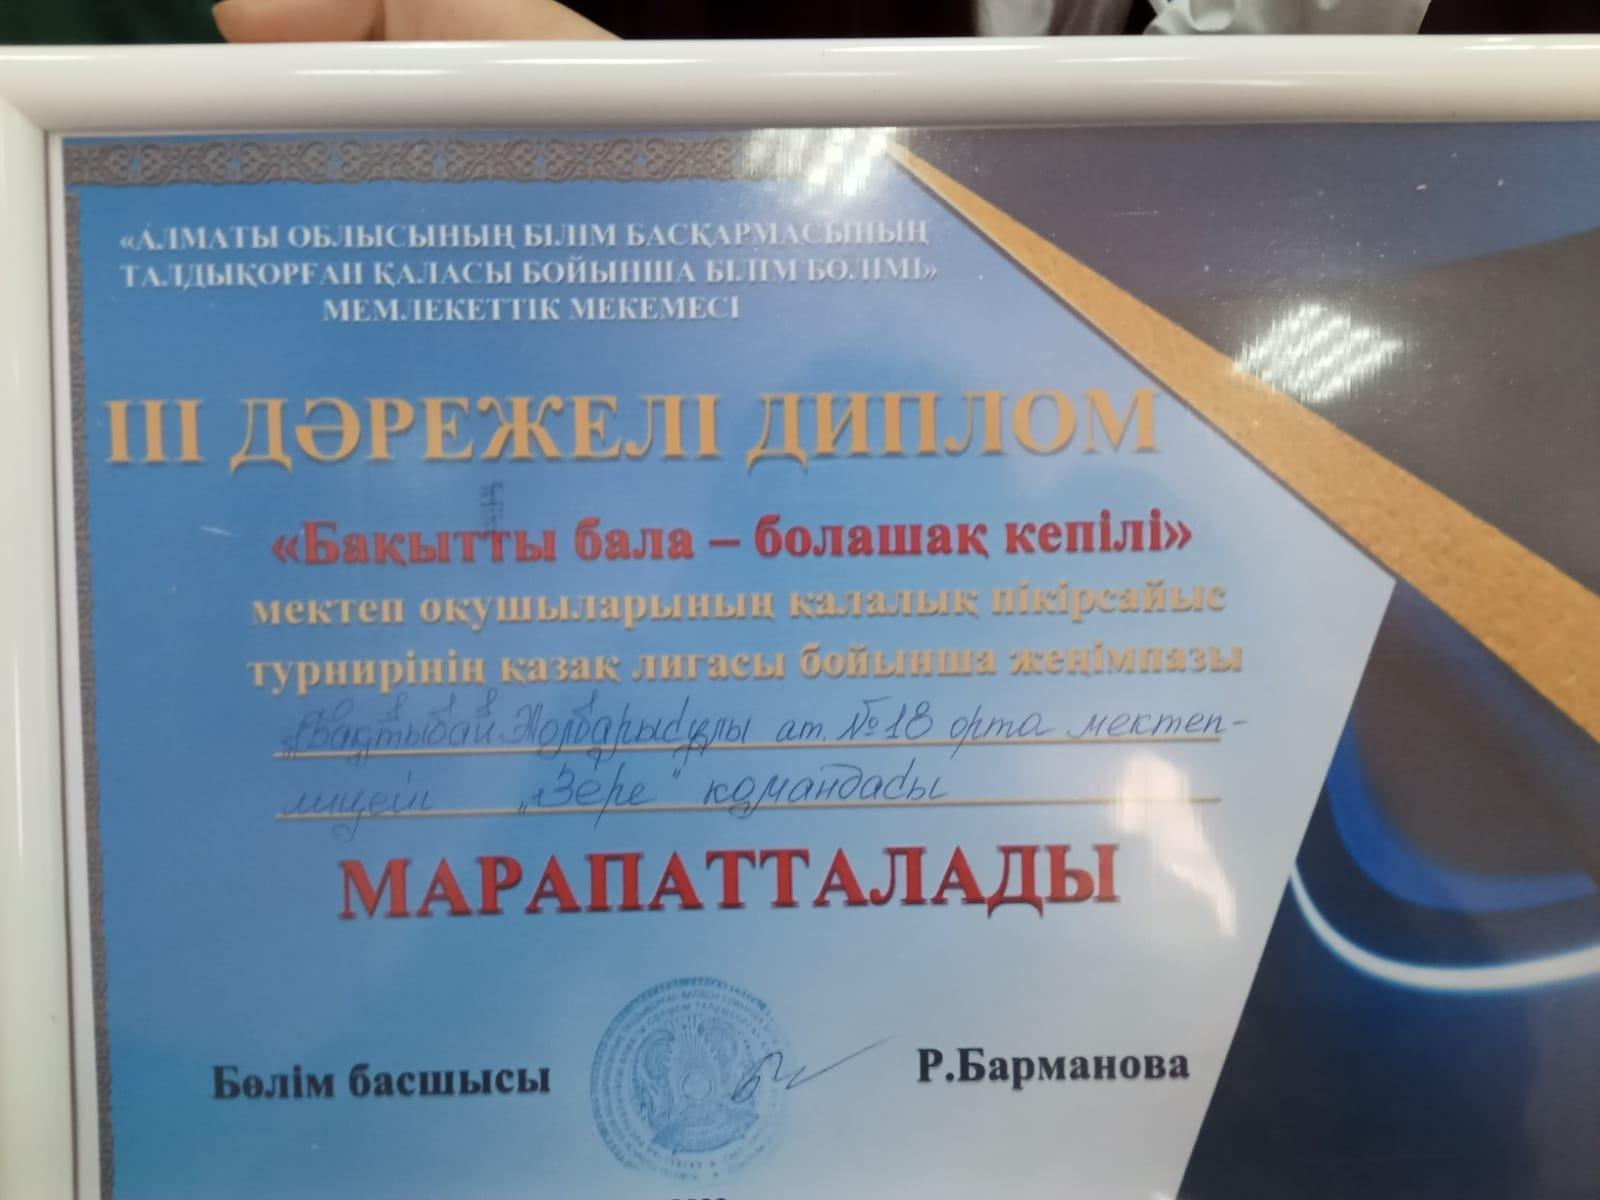 «АЛМАТЫ ОБЛЫСЫНЫҢ БІЛІМ БАСҚАРМАСЫНЫҢ
ТАЛДЫҚОРҒАН ҚАЛАСЫ БОЙЫНША БІЛІМ БӨЛІМІ»
МЕМЛЕКЕТТІК МЕКЕМЕСІ
ІІІ ДӘРЕЖЕЛІ ДИПЛОМ
«Бақытты бала – болашақ кепілі»
мектеп оқушыларының қалалық пікірсайыс
турнирінің қазақ лигасы бойынша жеңімпазы
Бақтыбай Жолбарысұлы ат. №18 орта мектеп-
лицейі „Зере" командасы
МАРАПАТТАЛАДЫ
Бөлім басшысы
Р.Барманова